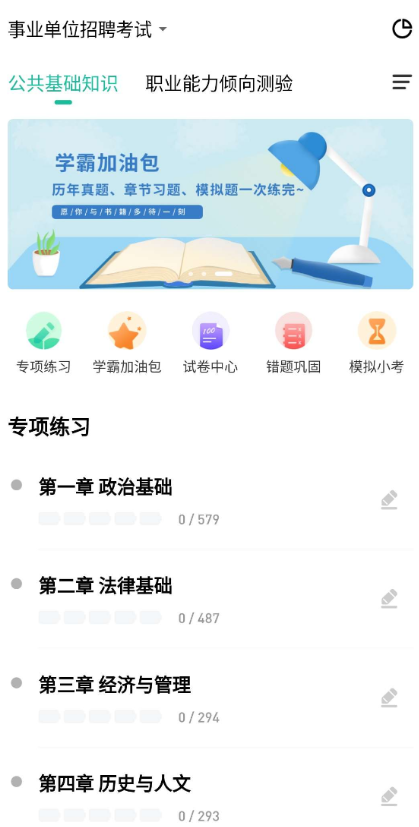 事业单位招聘考试
公共基础知识 职业能力倾向测验
学霸加油包
历年真题、章节习题、模拟题一次练完~
愿/你/与/书/籍/多/待/一/刻
100
专项练习 学霸加油包 试卷中心 错题巩固 模拟小考
专项练习
第一章 政治基础
0 / 579
第二章 法律基础
0 / 487
第三章 经济与管理
0 / 294
第四章 历史与人文
0 / 293